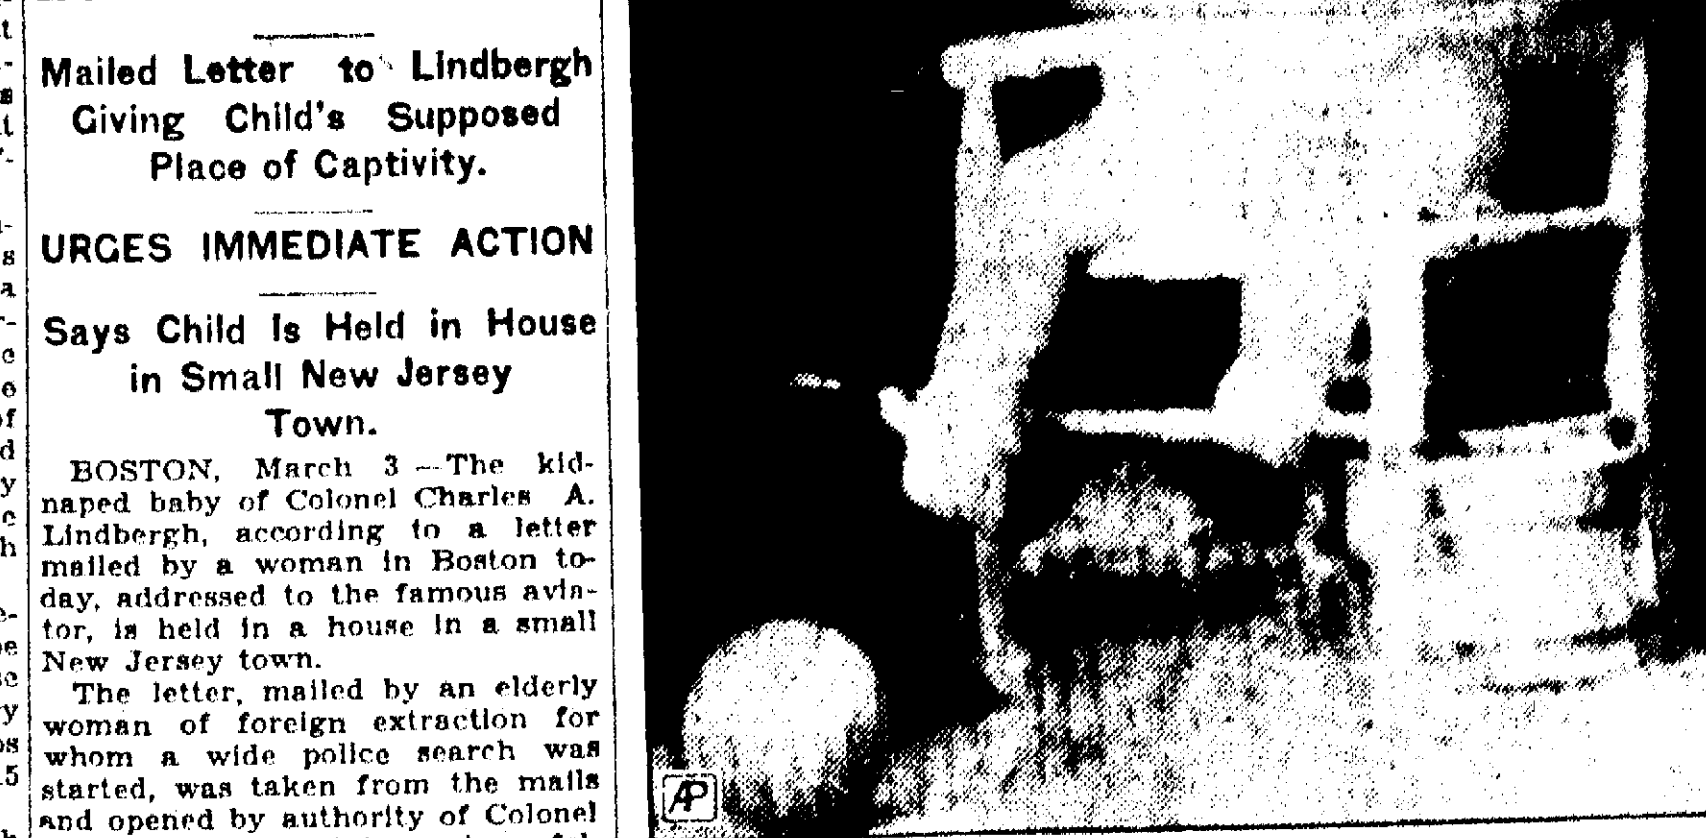 Mailed Letter to Lindbergh
Giving Child's Supposed
Place of Captivity.
URGES IMMEDIATE ACTION
Says Child Is Held in House
in Small New Jersey
Town.
BOSTON, March 3 —The kid-
naped baby of Colonel Charles A.
Lindbergh, according to a letter
mailed by a woman in Boston to-
day, addressed to the famous avia-
tor, is held in a house in a small
New Jersey town.
The letter, mailed by an elderly
woman of foreign extraction for
whom a wide police search was
started, was taken from the mails
and opened by authority of Colonel
AP